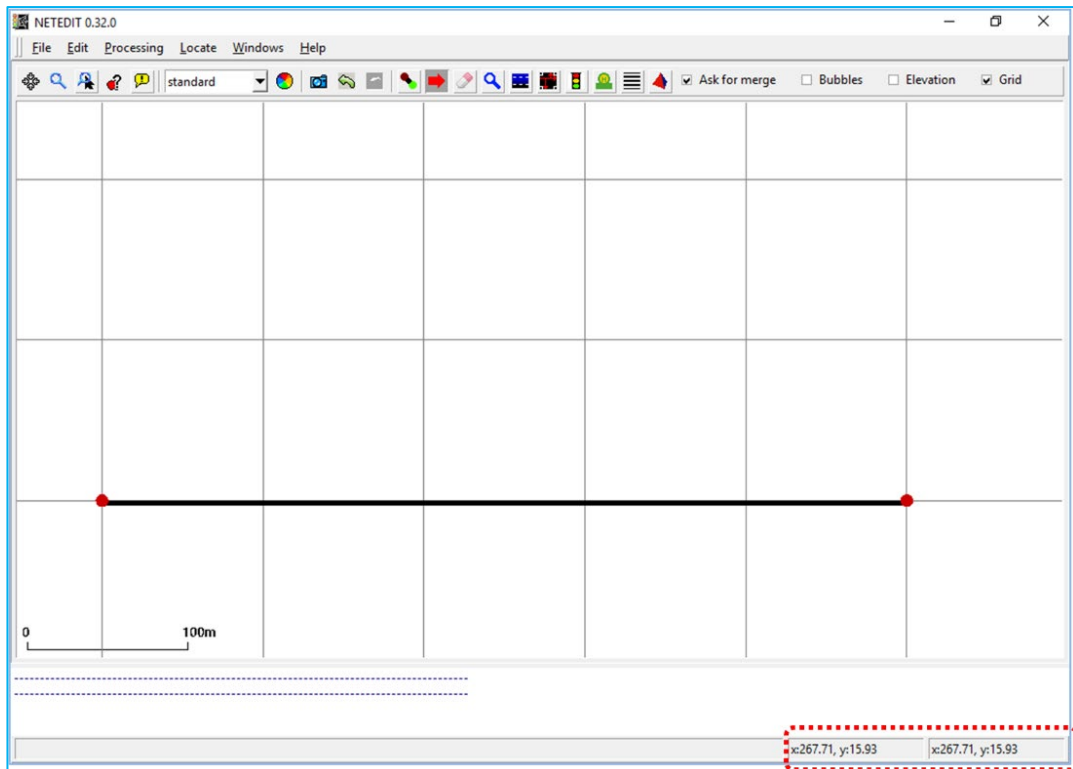 NETEDIT 0.32.0
File Edit Processing Locate Windows Help
standard Ask for merge Bubbles Elevation Grid
0 100m
x:267.71, y:15.93 x:267.71, y:15.93